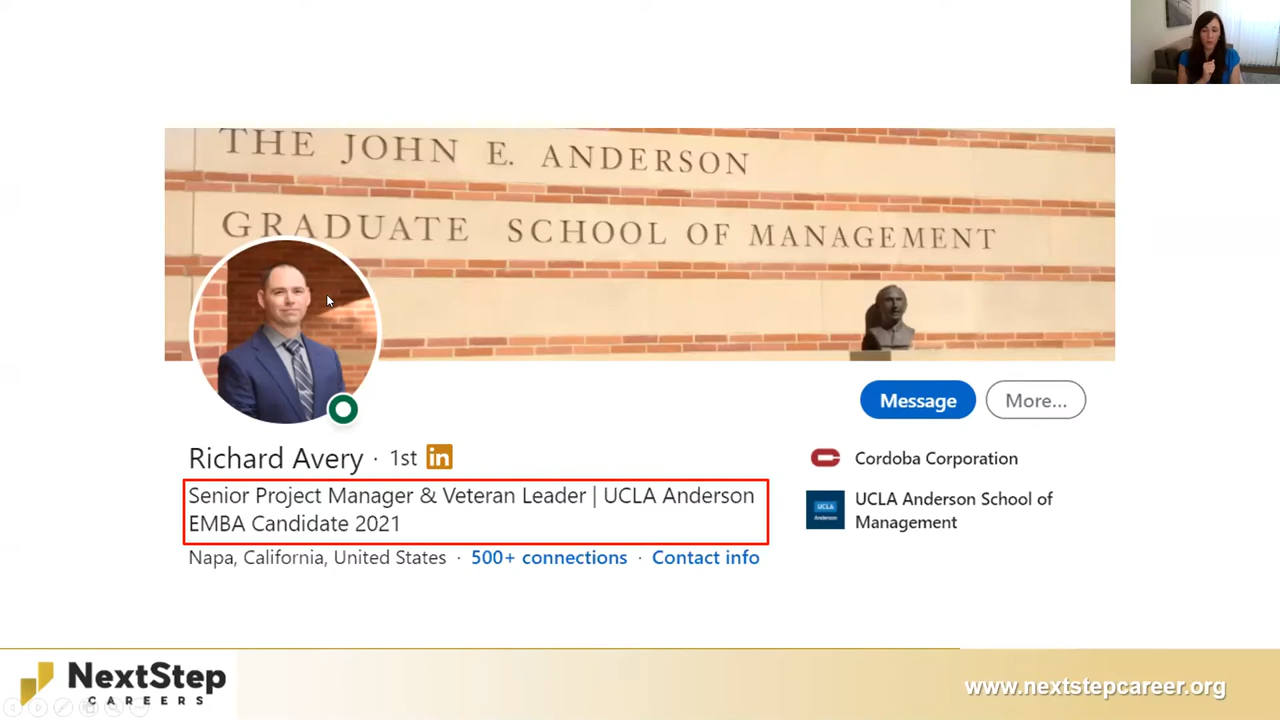 THE JOHN E. ANDERSON
GRADUATE SCHOOL OF MANAGEMENT
Message
More...
Richard Avery · 1st in
Senior Project Manager & Veteran Leader | UCLA Anderson
EMBA Candidate 2021
Napa, California, United States · 500+ connections · Contact info
Cordoba Corporation
UCLA
Anderson
UCLA Anderson School of
Management
NextStep
CAREERS
www.nextstepcareer.org